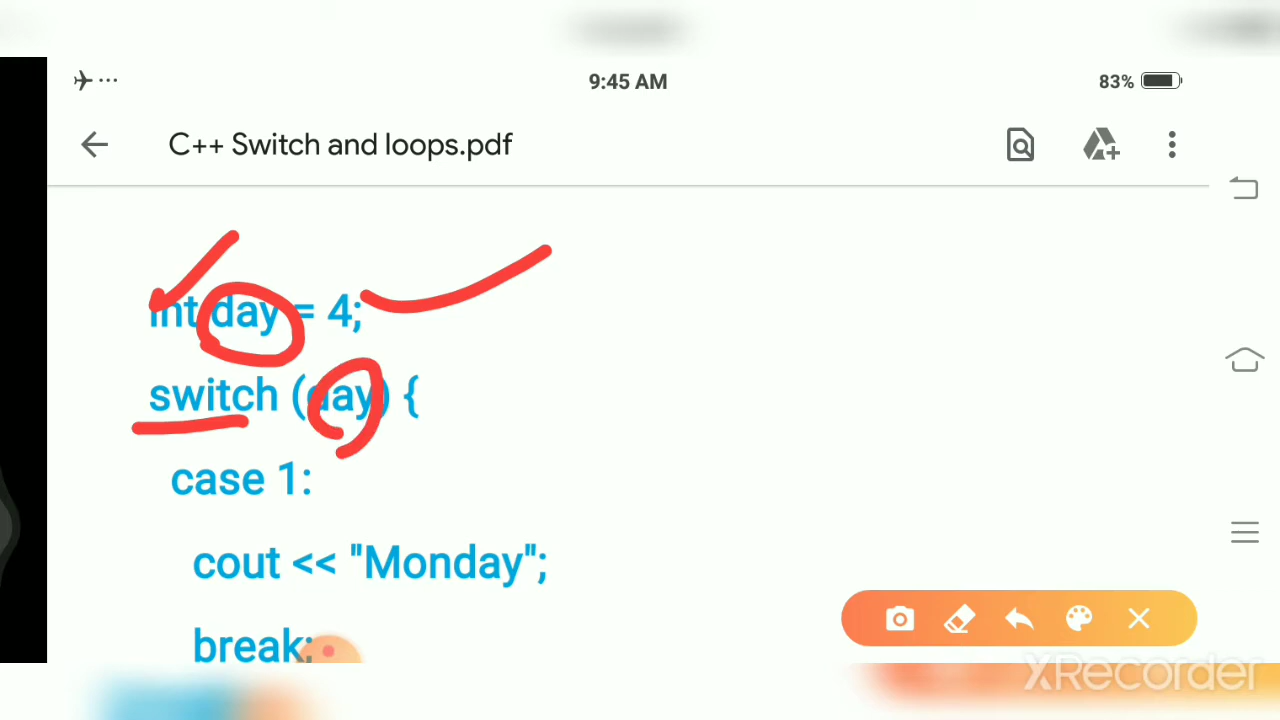 9:45 AM
83%
C++ Switch and loops.pdf
int day = 4;
switch (day) {
case 1:
cout << "Monday";
break;
XRecorder